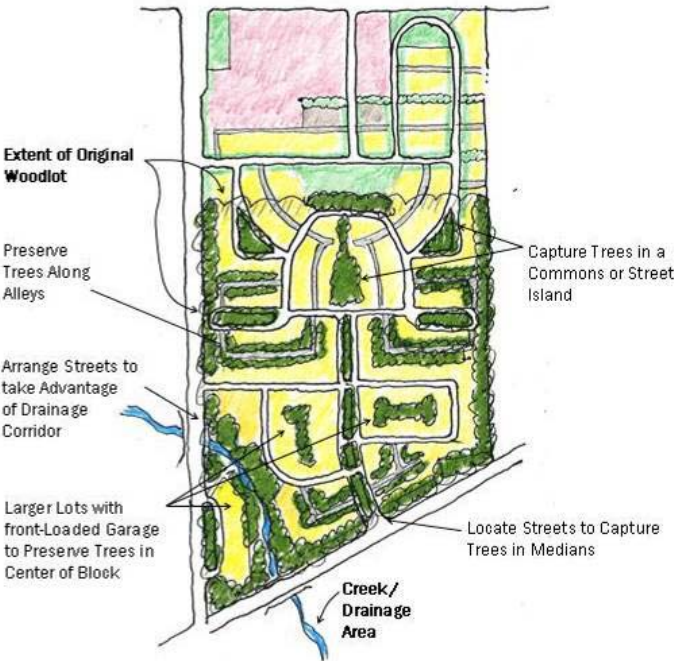 Extent of Original
Woodlot
Preserve
Trees Along
Alleys
Capture Trees in a
Commons or Street
Island
Arrange Streets to
take Advantage
of Drainage
Corridor
Larger Lots with
front-Loaded Garage
to Preserve Trees in
Center of Block
Locate Streets to Capture
Trees in Medians
Creek/
Drainage
Area